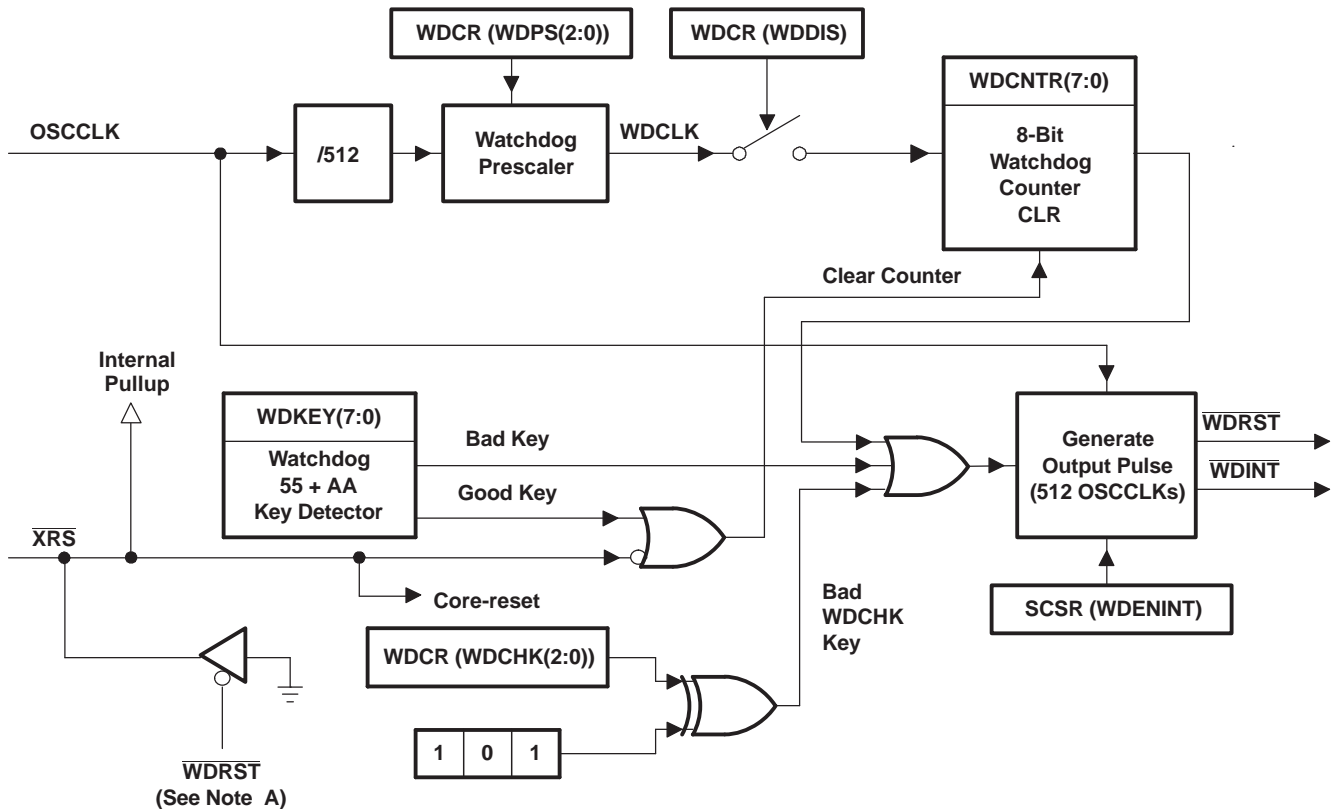 WDCR (WDPS(2:0))
WDCR (WDDIS)
WDCNTR(7:0)
OSCCLK
/512
Watchdog
Prescaler
WDCLK
8-Bit
Watchdog
Counter
CLR
Clear Counter
Internal
Pullup
WDKEY(7:0)
Watchdog
55 + AA
Key Detector
Bad Key
Good Key
Generate
Output Pulse
(512 OSCCLKs)
WDRST
WDINT
XRS
Core-reset
Bad
WDCHK
Key
SCSR (WDENINT)
WDCR (WDCHK(2:0))
1 0 1
WDRST
(See Note A)